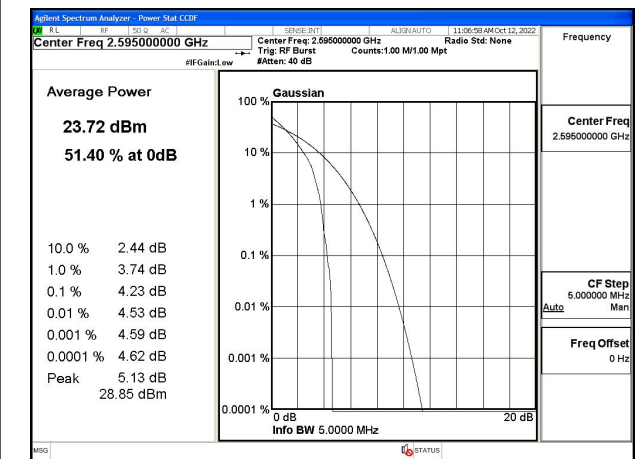 Agilent Spectrum Analyzer - Power Stat CCDF
LXI RL RF 50 Ω AC SENSE:INT ALIGNAUTO 11:06:58 AM Oct 12, 2022
Center Freq 2.595000000 GHz
Center Freq: 2.595000000 GHz Radio Std: None
Trig: RF Burst Counts:1.00 M/1.00 Mpt
#IFGain:Low #Atten: 40 dB
Frequency
Average Power
23.72 dBm
51.40 % at 0dB
10.0 % 2.44 dB
1.0 % 3.74 dB
0.1 % 4.23 dB
0.01 % 4.53 dB
0.001 % 4.59 dB
0.0001 % 4.62 dB
Peak 5.13 dB
28.85 dBm
Gaussian
100 %
10 %
1 %
0.1 %
0.01 %
0.001 %
0.0001 %
0 dB 20 dB
Info BW 5.0000 MHz
Center Freq
2.595000000 GHz
CF Step
5.000000 MHz
Auto Man
Freq Offset
0 Hz
MSG STATUS